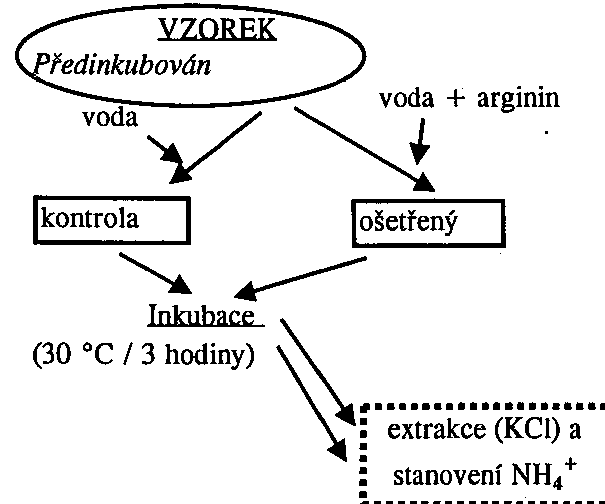 VZOREK
Předinkubován
voda
voda + arginin
kontrola
ošetřený
Inkubace
(30 °C / 3 hodiny)
extrakce (KCl) a
stanovení NH₄⁺